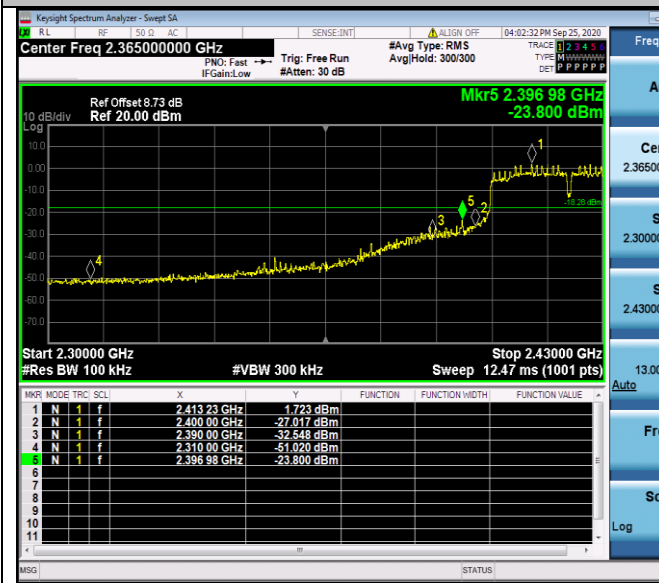 Keysight Spectrum Analyzer - Swept SA
RL RF 50 Ω AC SENSE:INT ALIGN OFF 04:02:32 PM Sep 25, 2020
Center Freq 2.365000000 GHz #Avg Type: RMS TRACE 1 2 3 4 5
PNO: Fast Trig: Free Run Avg|Hold: 300/300 TYPE M
IFGain:Low #Atten: 30 dB DET P P P P P
Freq
Ref Offset 8.73 dB Mkr5 2.396 98 GHz
10 dB/div Ref 20.00 dBm -23.800 dBm
Log
10.0
0.00
-10.0
-20.0
-30.0
-40.0
-50.0
-60.0
-70.0
1
2
3
4
5
-18.28 dBm
Start 2.30000 GHz Stop 2.43000 GHz
#Res BW 100 kHz #VBW 300 kHz Sweep 12.47 ms (1001 pts)
MKR MODE TRC SCL X Y FUNCTION FUNCTION WIDTH FUNCTION VALUE
1 N 1 f 2.413 23 GHz 1.723 dBm
2 N 1 f 2.400 00 GHz -27.017 dBm
3 N 1 f 2.390 00 GHz -32.548 dBm
4 N 1 f 2.310 00 GHz -51.020 dBm
5 N 1 f 2.396 98 GHz -23.800 dBm
6
7
8
9
10
11
MSG STATUS
A
Cen
2.36500
S
2.30000
S
2.43000
13.00
Auto
Fre
Sc
Log